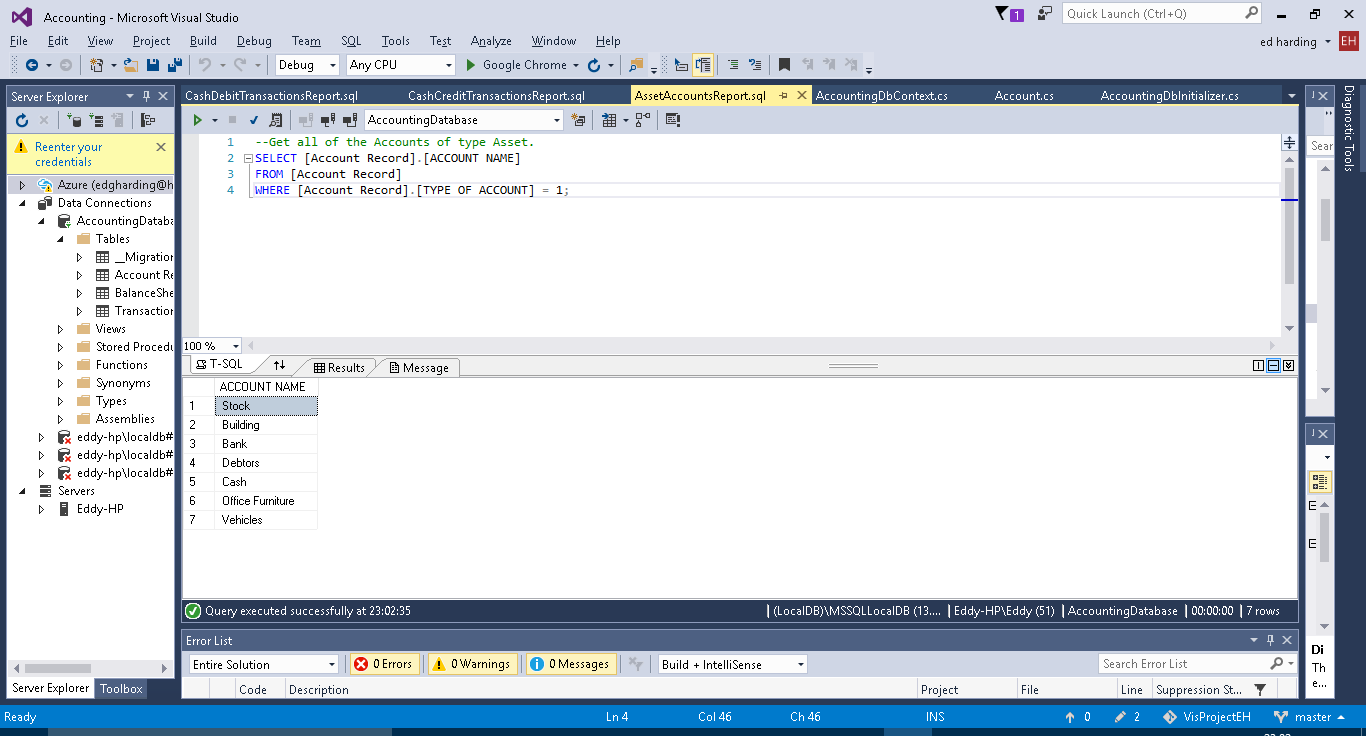 Accounting - Microsoft Visual Studio
1
Quick Launch (Ctrl+Q)
File Edit View Project Build Debug Team SQL Tools Test Analyze Window Help
ed harding EH
Debug Any CPU Google Chrome
Server Explorer
CashDebitTransactionsReport.sql CashCreditTransactionsReport.sql AssetAccountsReport.sql AccountingDbContext.cs Account.cs AccountingDbInitializer.cs
Diagnostic Tools
AccountingDatabase
Reenter your
credentials
Azure (edgharding@h
Data Connections
AccountingDataba
Tables
__Migration
Account Re
BalanceShe
Transaction
Views
Stored Procedu
Functions
Synonyms
Types
Assemblies
eddy-hp\localdb#
eddy-hp\localdb#
eddy-hp\localdb#
Servers
Eddy-HP
Server Explorer Toolbox
1 --Get all of the Accounts of type Asset.
2 SELECT [Account Record].[ACCOUNT NAME]
3 FROM [Account Record]
4 WHERE [Account Record].[TYPE OF ACCOUNT] = 1;
Sear
100 %
T-SQL Results Message
ACCOUNT NAME
1 Stock
2 Building
3 Bank
4 Debtors
5 Cash
6 Office Furniture
7 Vehicles
Query executed successfully at 23:02:35 (LocalDB)\MSSQLLocalDB (13.... Eddy-HP\Eddy (51) AccountingDatabase 00:00:00 7 rows
Error List
Entire Solution 0 Errors 0 Warnings 0 Messages Build + IntelliSense Search Error List
Code Description Project File Line Suppression St...
Di
Th
e...
Ready Ln 4 Col 46 Ch 46 INS 0 2 VisProjectEH master